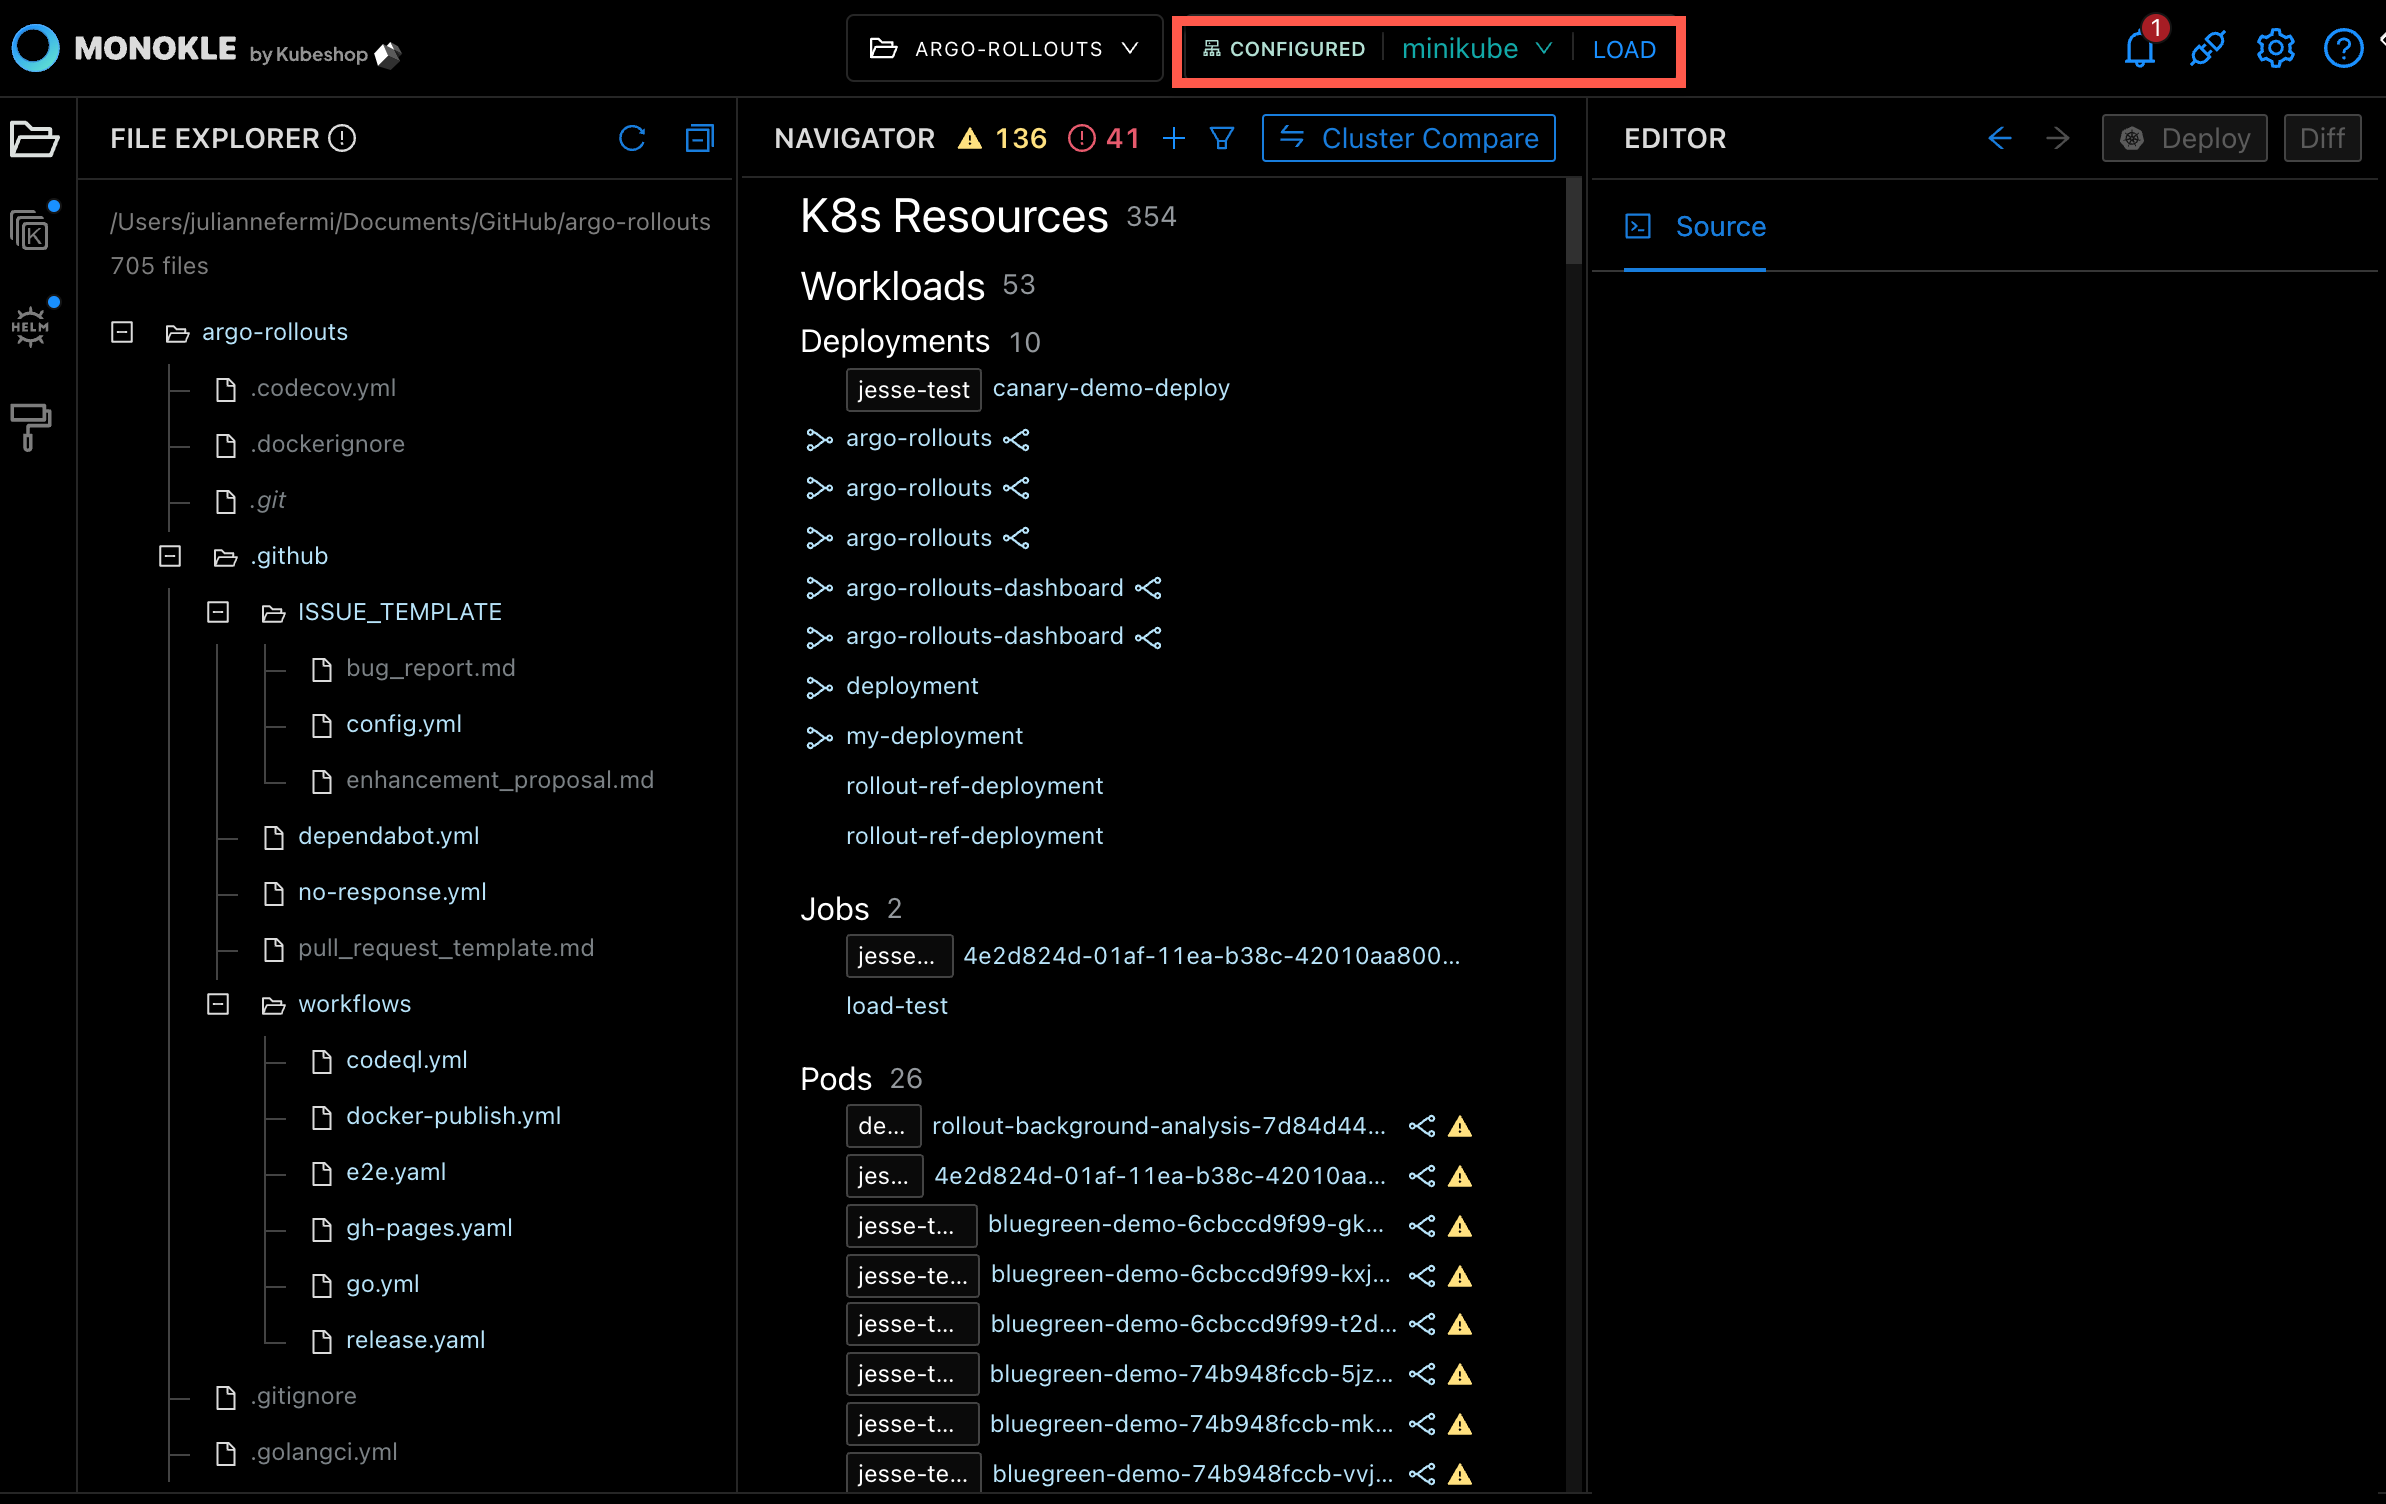 MONOKLE by Kubeshop
ARGO-ROLLOUTS
CONFIGURED minikube LOAD
1
FILE EXPLORER
/Users/juliannefermi/Documents/GitHub/argo-rollouts
705 files
argo-rollouts
.codecov.yml
.dockerignore
.git
.github
ISSUE_TEMPLATE
bug_report.md
config.yml
enhancement_proposal.md
dependabot.yml
no-response.yml
pull_request_template.md
workflows
codeql.yml
docker-publish.yml
e2e.yaml
gh-pages.yaml
go.yml
release.yaml
.gitignore
.golangci.yml
K
HELM
NAVIGATOR 136 41 Cluster Compare
K8s Resources 354
Workloads 53
Deployments 10
jesse-test canary-demo-deploy
argo-rollouts
argo-rollouts
argo-rollouts
argo-rollouts-dashboard
argo-rollouts-dashboard
deployment
my-deployment
rollout-ref-deployment
rollout-ref-deployment
Jobs 2
jesse... 4e2d824d-01af-11ea-b38c-42010aa800...
load-test
Pods 26
de... rollout-background-analysis-7d84d44...
jes... 4e2d824d-01af-11ea-b38c-42010aa...
jesse-t... bluegreen-demo-6cbccd9f99-gk...
jesse-te... bluegreen-demo-6cbccd9f99-kxj...
jesse-t... bluegreen-demo-6cbccd9f99-t2d...
jesse-t... bluegreen-demo-74b948fccb-5jz...
jesse-t... bluegreen-demo-74b948fccb-mk...
jesse-te... bluegreen-demo-74b948fccb-vvj...
EDITOR Deploy Diff
Source